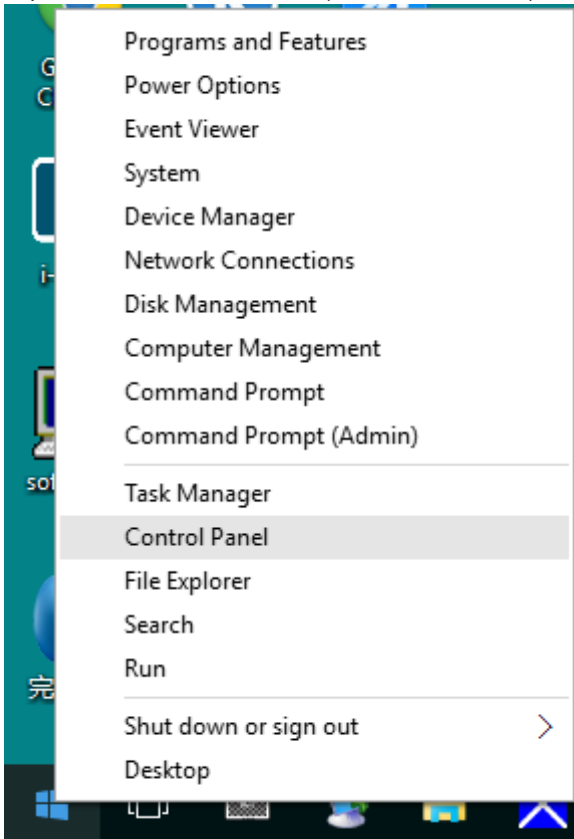 Programs and Features
Power Options
Event Viewer
System
Device Manager
Network Connections
Disk Management
Computer Management
Command Prompt
Command Prompt (Admin)
Task Manager
Control Panel
File Explorer
Search
Run
Shut down or sign out
Desktop